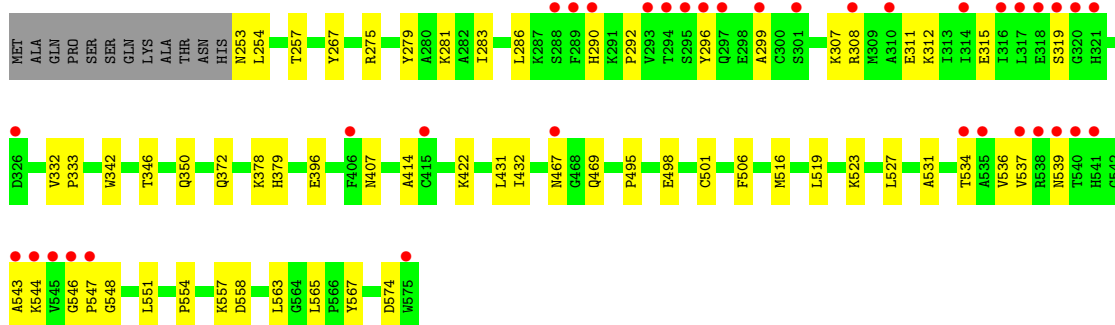 MET ALA GLN PRO SER SER GLN LYS ALA THR ASN HIS N253 L254 T257 Y267 R275 Y279 A280 K281 A282 I283 L286 K287 S288 F289 H290 K291 P292 V293 T294 S295 Y296 Q297 E298 A299 C300 S301 K307 R308 M309 A310 E311 K312 I313 I314 E315 I316 L317 E318 S319 G320 H321
D326 V332 P333 W342 T346 Q350 Q372 K378 H379 E396 F406 N407 A414 C415 K422 L431 I432 N467 G468 Q469 P495 E498 C501 F506 M516 L519 K523 L527 A531 T534 A535 V536 V537 R538 N539 T540 H541 G542
A543 K544 V545 G546 P547 G548 L551 P554 K557 D558 L563 G564 L565 P566 Y567 D574 W575